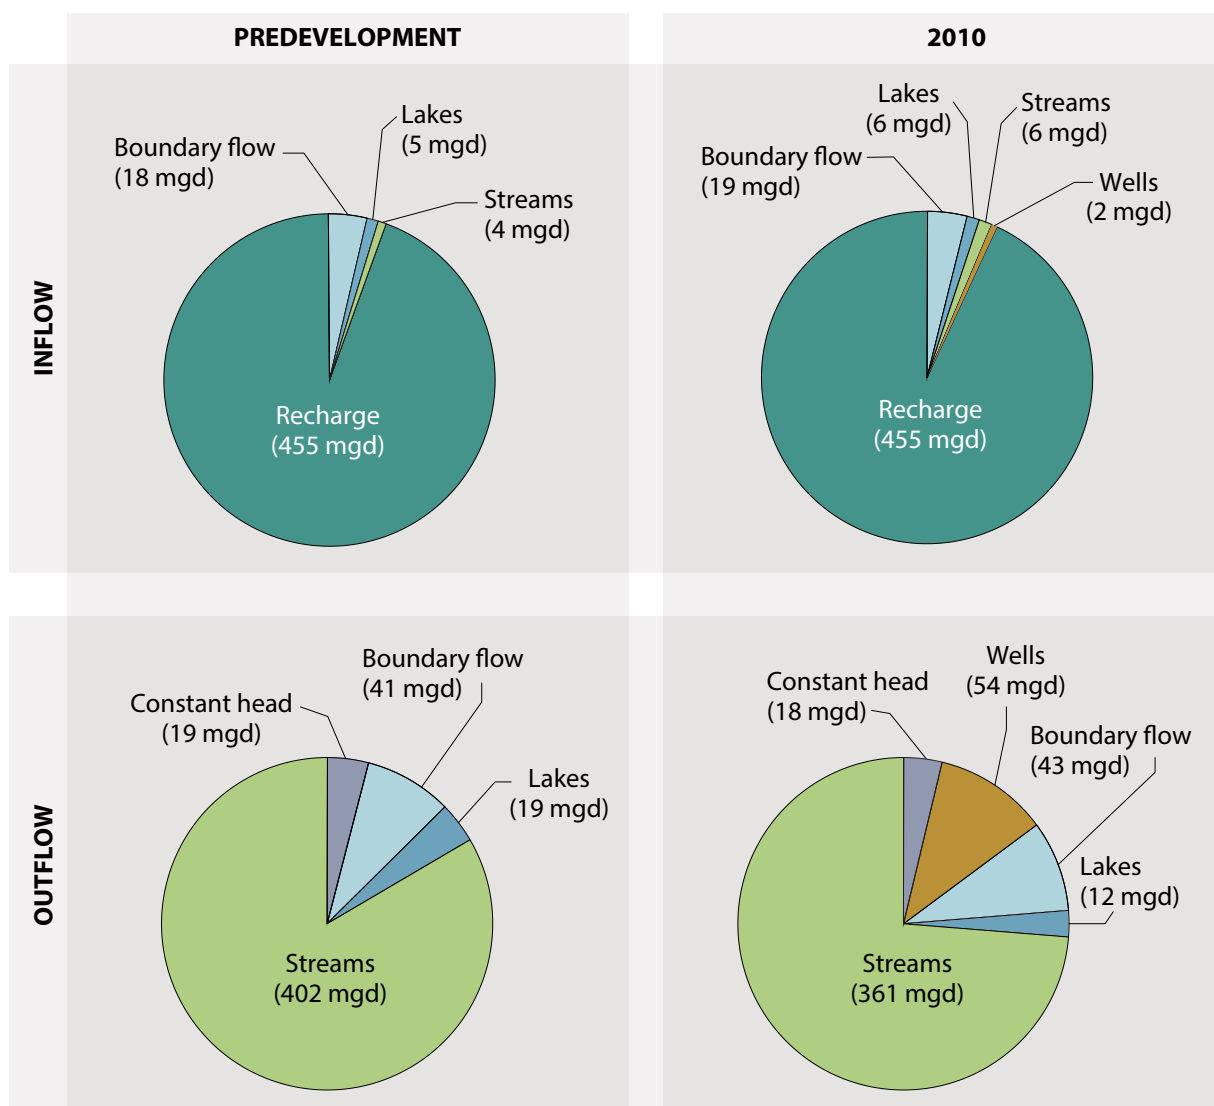 PREDEVELOPMENT
2010
INFLOW
Boundary flow
(18 mgd)
Lakes
(5 mgd)
Streams
(4 mgd)
Recharge
(455 mgd)
Boundary flow
(19 mgd)
Lakes
(6 mgd)
Streams
(6 mgd)
Wells
(2 mgd)
Recharge
(455 mgd)
OUTFLOW
Constant head
(19 mgd)
Boundary flow
(41 mgd)
Lakes
(19 mgd)
Streams
(402 mgd)
Constant head
(18 mgd)
Wells
(54 mgd)
Boundary flow
(43 mgd)
Lakes
(12 mgd)
Streams
(361 mgd)